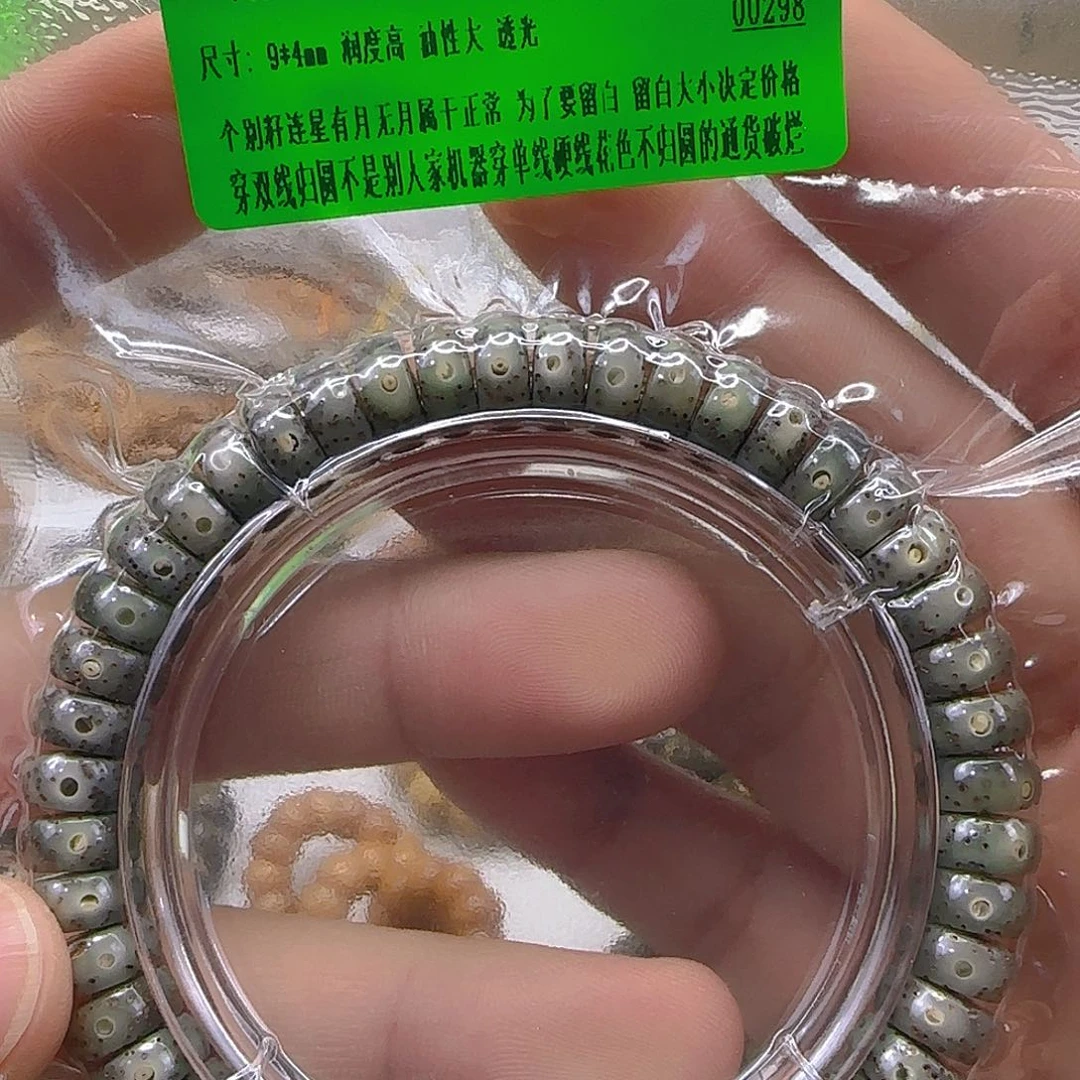 00298
尺寸: 9*4mm 润度高 油性大 透光
个别籽连星有月无月属于正常 为了要留白 留白大小决定价格
穿双线归圆不是别人家机器穿单线硬线花色不归圆的通货破烂